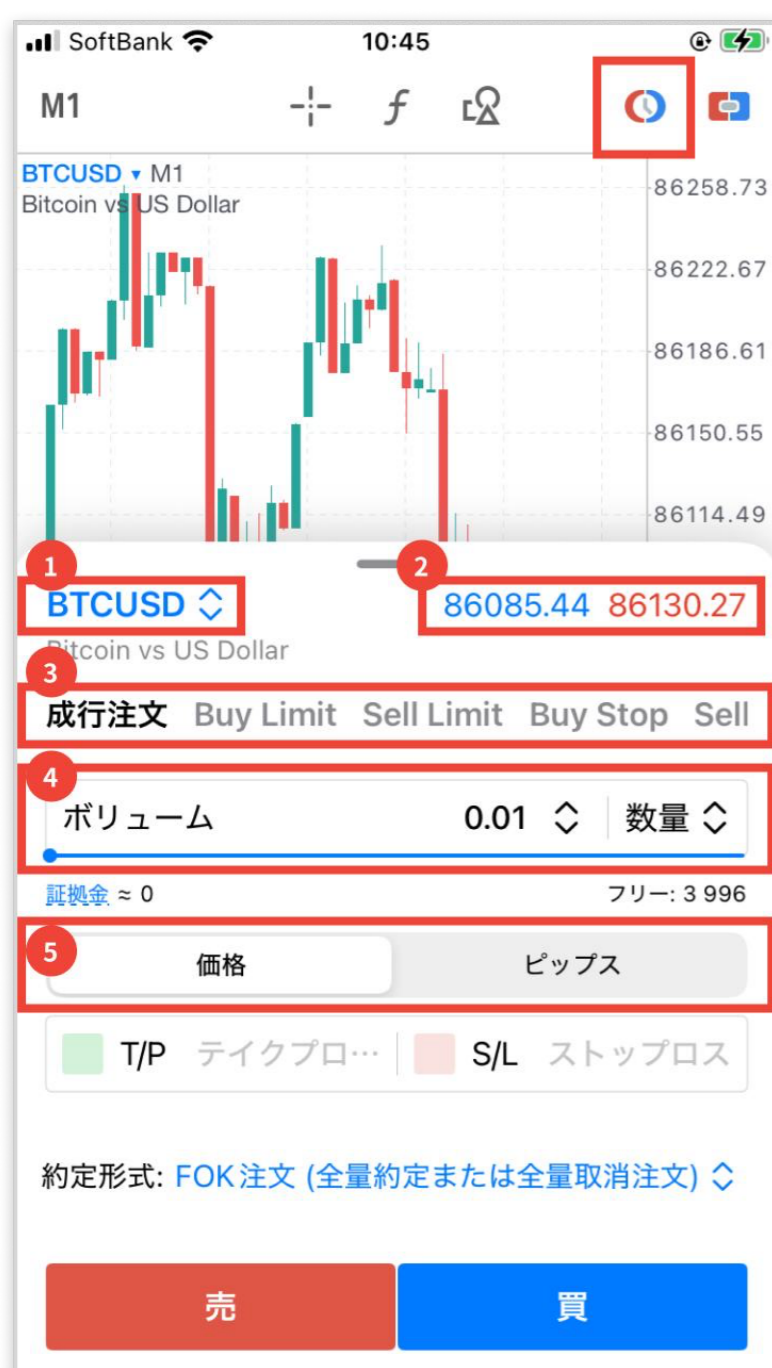 SoftBank 10:45
M1
BTCUSD M1
Bitcoin vs US Dollar
86258.73
86222.67
86186.61
86150.55
86114.49
1
2
BTCUSD 86085.44 86130.27
Bitcoin vs US Dollar
3
成行注文 Buy Limit Sell Limit Buy Stop Sell
4
ボリューム 0.01 数量
証拠金 ≈ 0 フリー: 3 996
5
価格 ピップス
T/P テイクプロ… S/L ストップロス
約定形式: FOK 注文 (全量約定または全量取消注文)
売 買